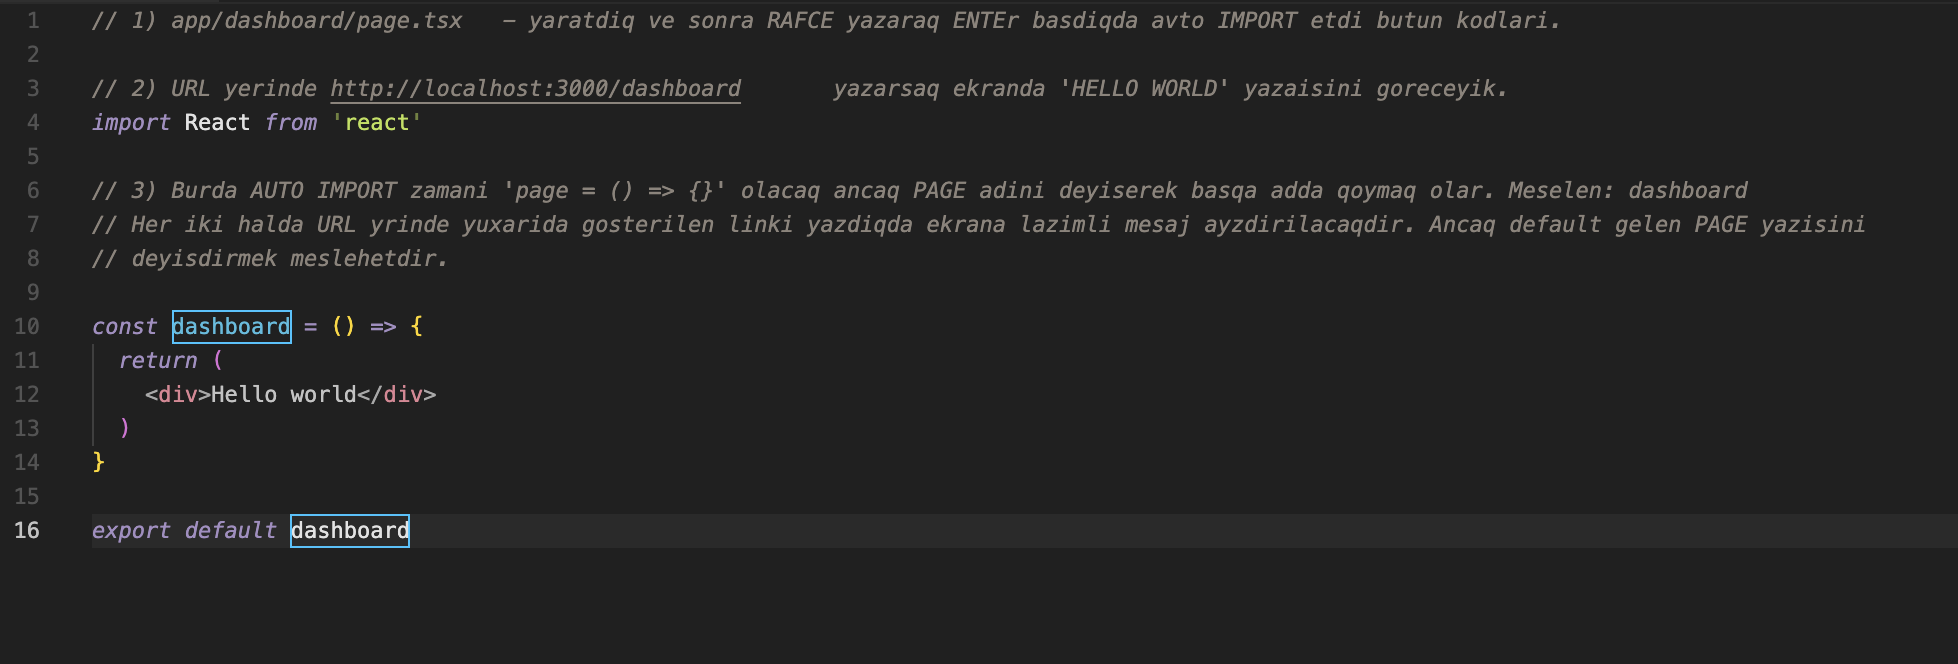 1 // 1) app/dashboard/page.tsx   – yaratdiq ve sonra RAFCE yazaraq ENTEr basdiqda avto IMPORT etdi butun kodlari.
2
3 // 2) URL yerinde http://localhost:3000/dashboard       yazarsaq ekranda 'HELLO WORLD' yazaisini goreceyik.
4 import React from 'react'
5
6 // 3) Burda AUTO IMPORT zamani 'page = () => {}' olacaq ancaq PAGE adini deyiserek basqa adda qoymaq olar. Meselen: dashboard
7 // Her iki halda URL yrinde yuxarida gosterilen linki yazdiqda ekrana lazimli mesaj ayzdirilacaqdir. Ancaq default gelen PAGE yazisini
8 // deyisdirmek meslehetdir.
9
10 const dashboard = () => {
11   return (
12     <div>Hello world</div>
13   )
14 }
15
16 export default dashboard